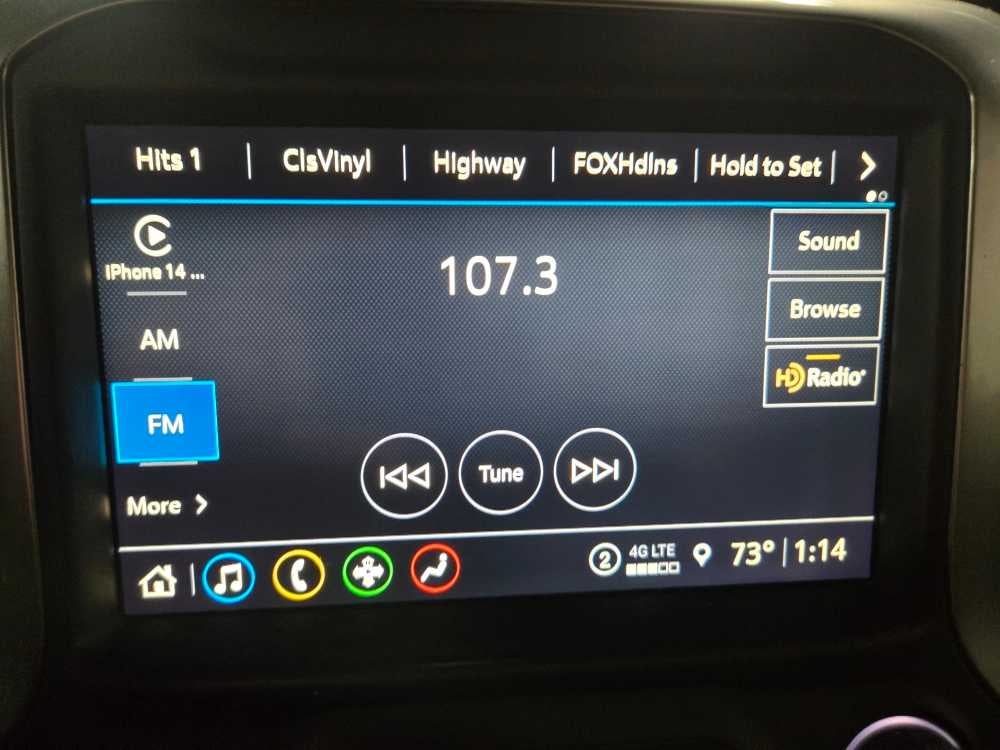 Hits 1 | ClsVinyl | Highway | FOXHdlns | Hold to Set |
iPhone 14 ...
AM
FM
More
107.3
Tune
Sound
Browse
HD Radio
2 4G LTE 73° | 1:14